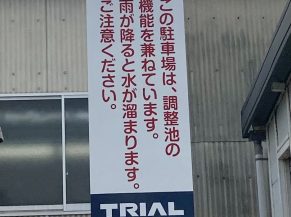 この駐車場は、調整池の
機能を兼ねています。
雨が降ると水が溜まります。
ご注意ください。
TRIAL